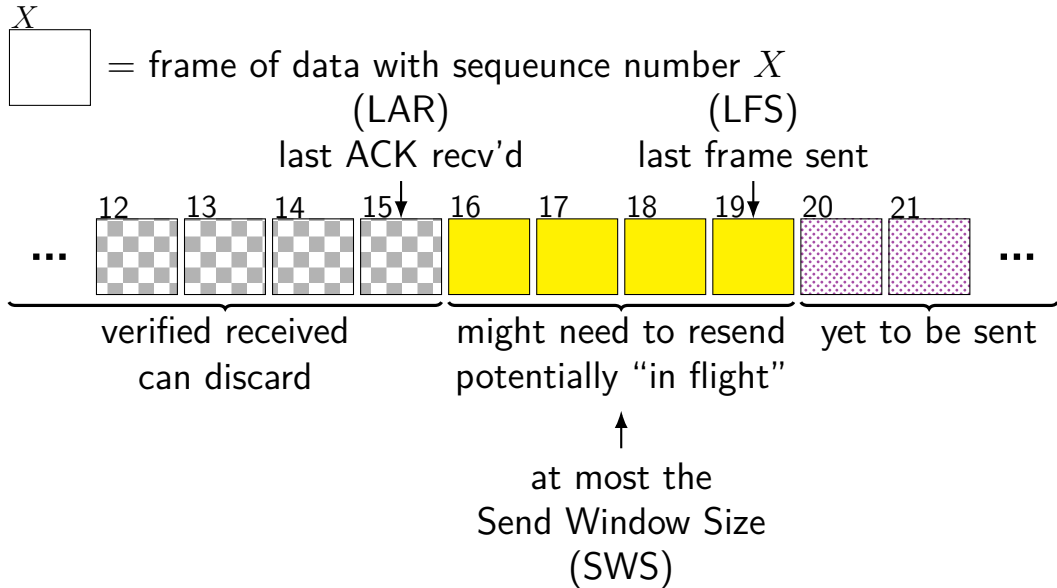 X
= frame of data with sequeunce number X
(LAR)
last ACK recv'd
(LFS)
last frame sent
12 13 14 15 16 17 18 19 20 21
... ...
verified received
can discard
might need to resend
potentially “in flight”
yet to be sent
at most the
Send Window Size
(SWS)